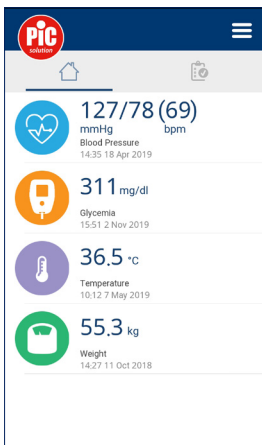 PiC
solution
127/78 (69)
mmHg bpm
Blood Pressure
14:35 18 Apr 2019
311 mg/dl
Glycemia
15:51 2 Nov 2019
36.5 °C
Temperature
10:12 7 May 2019
55.3 kg
Weight
14:27 11 Oct 2018